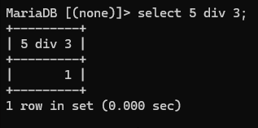 MariaDB [(none)]> select 5 div 3;
+---------+
| 5 div 3 |
+---------+
|       1 |
+---------+
1 row in set (0.000 sec)